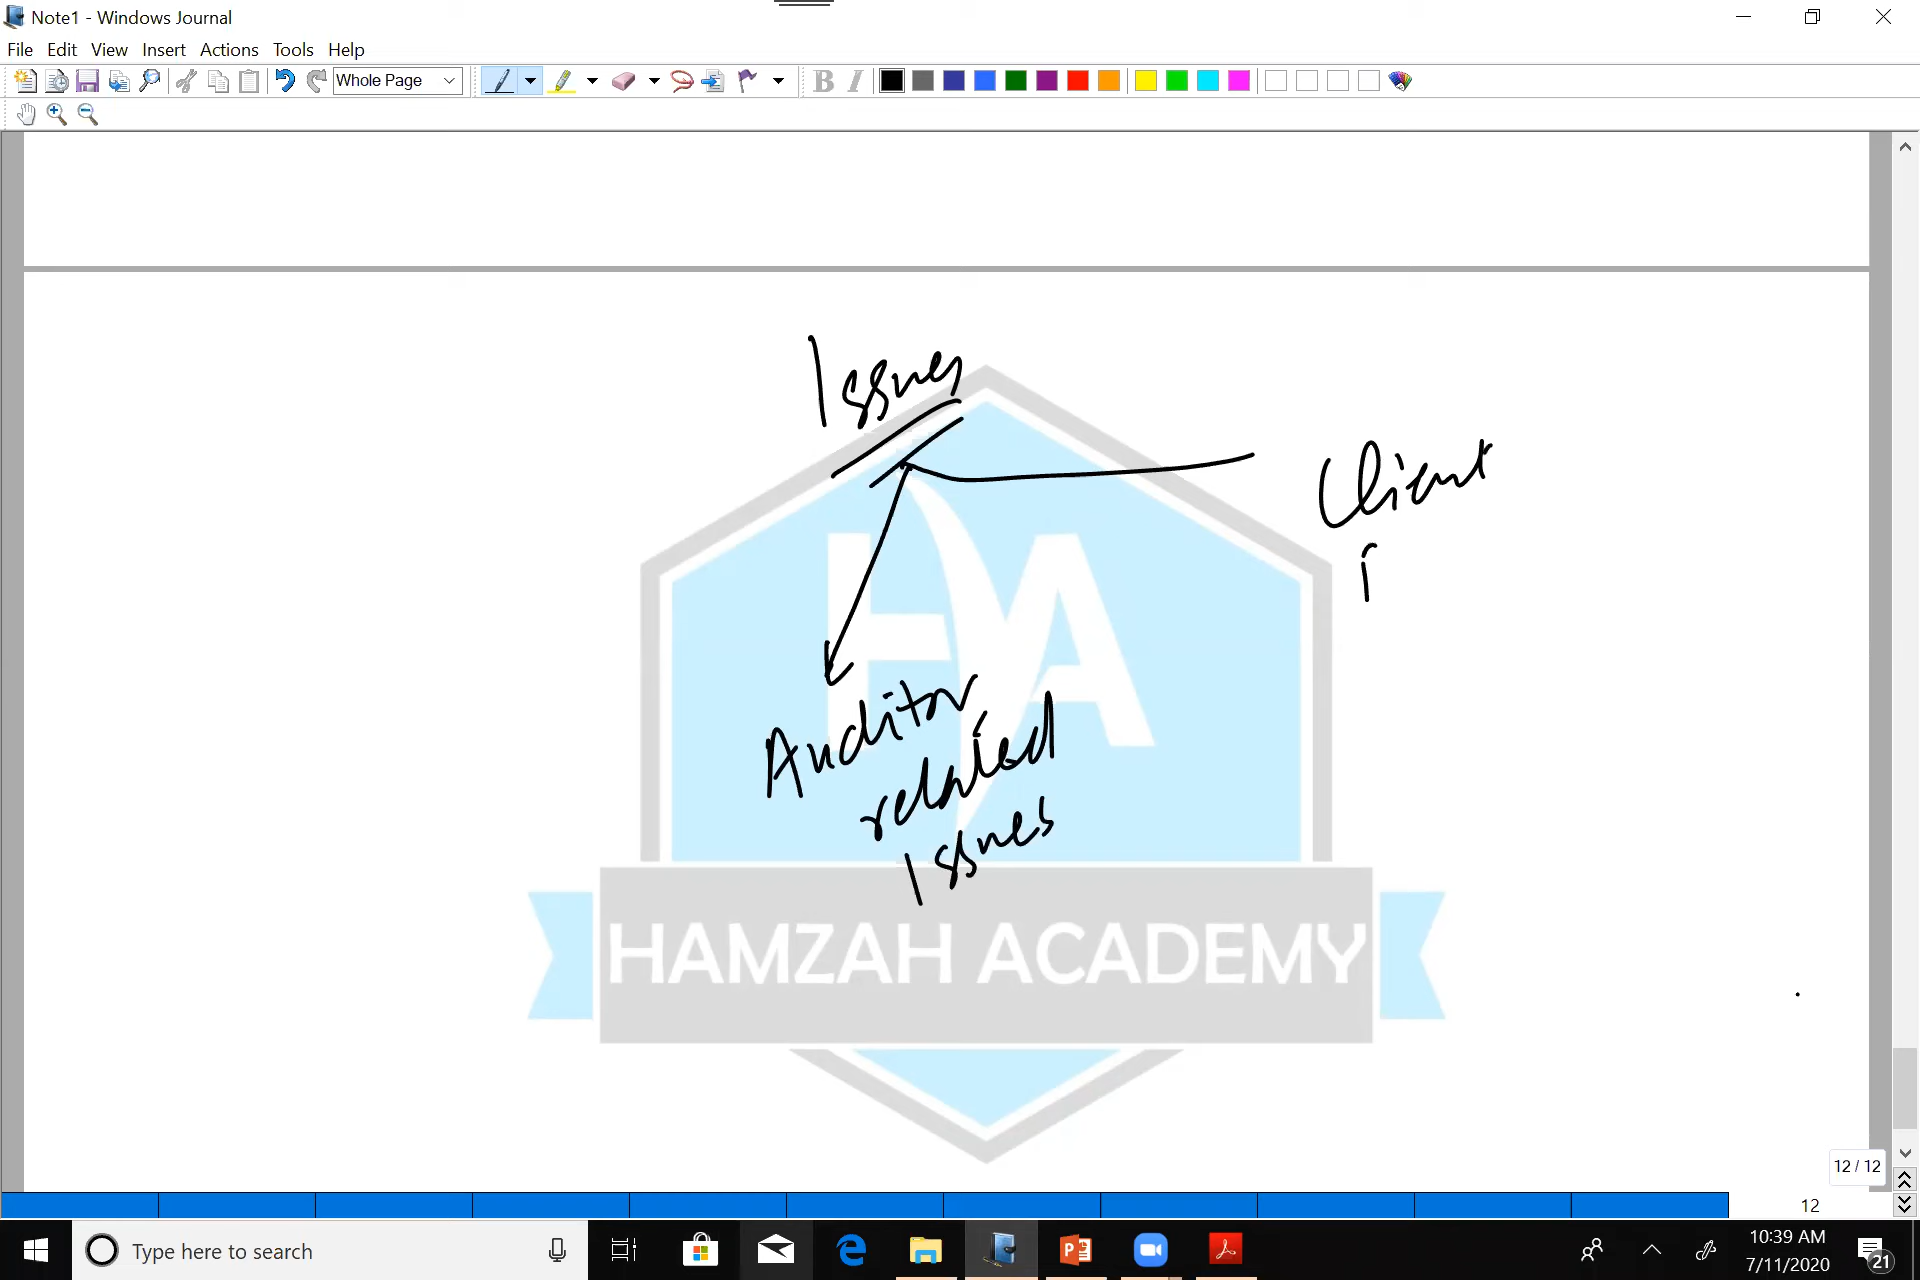 Note1 - Windows Journal
File Edit View Insert Actions Tools Help
Whole Page
B I
Issues
Client
i
Auditor
related
Issues
HA
HAMZAH ACADEMY
12 / 12
12
Type here to search
10:39 AM
7/11/2020
21